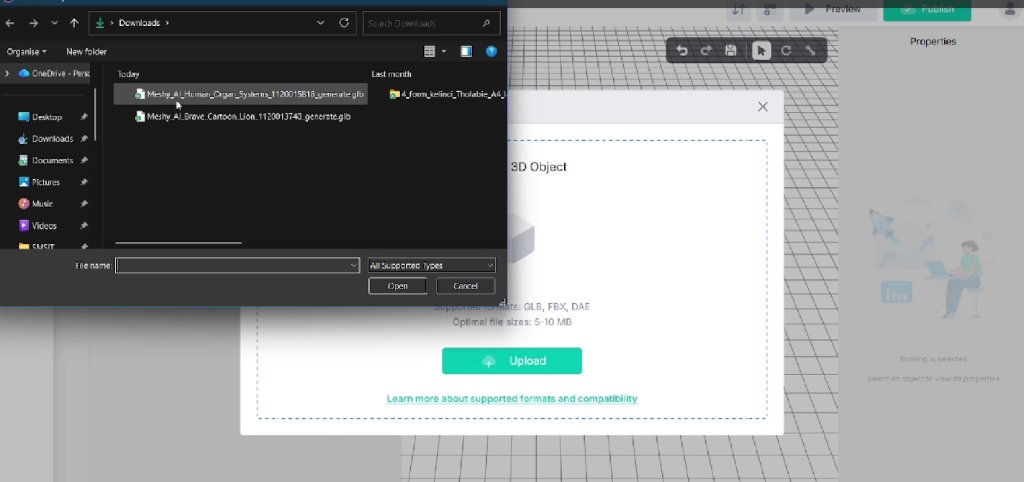 Downloads
Search Downloads
Preview
Publish
Organise
New folder
Properties
OneDrive - Pers
Today
Last month
Meshy_AI_Human_Organ_Systems_1120015818_generate.glb
4_form_kelinci_Tholabie_A4_l
Meshy_AI_Brave_Cartoon_Lion_1120013740_generate.glb
Desktop
Downloads
Documents
Pictures
Music
Videos
SMSIT
3D Object
File name:
All Supported Types
Open
Cancel
Supported formats: GLB, FBX, DAE
Optimal file sizes: 5-10 MB
Upload
Nothing is selected
Select an object to view its properties
Learn more about supported formats and compatibility